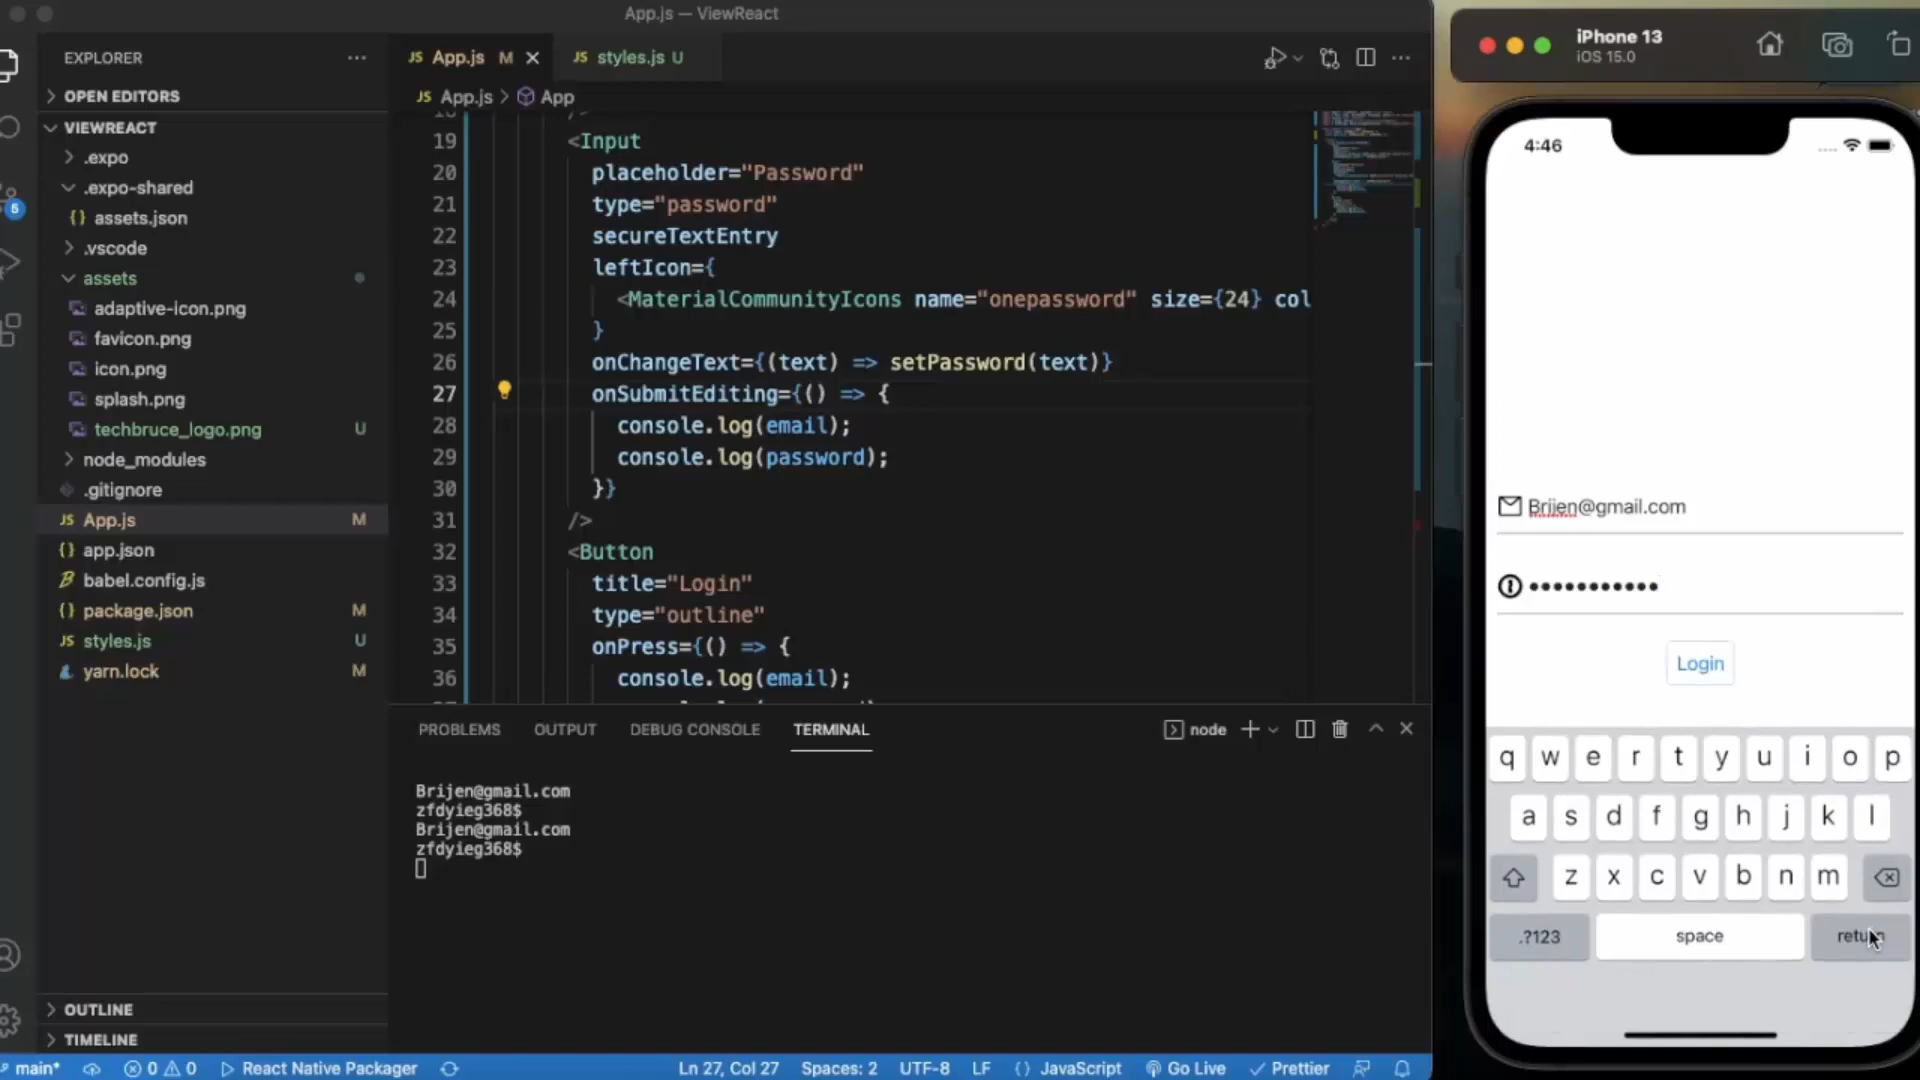 App.js — ViewReact
EXPLORER
OPEN EDITORS
VIEWREACT
.expo
.expo-shared
{} assets.json
.vscode
assets
adaptive-icon.png
favicon.png
icon.png
splash.png
techbruce_logo.png U
node_modules
.gitignore
JS App.js M
{} app.json
babel.config.js
{} package.json M
JS styles.js U
yarn.lock M
OUTLINE
TIMELINE
5
JS App.js M
JS styles.js U
JS App.js > App
19 <Input
20 placeholder="Password"
21 type="password"
22 secureTextEntry
23 leftIcon={
24 <MaterialCommunityIcons name="onepassword" size={24} col
25 }
26 onChangeText={(text) => setPassword(text)}
27 onSubmitEditing={() => {
28 console.log(email);
29 console.log(password);
30 }}
31 />
32 <Button
33 title="Login"
34 type="outline"
35 onPress={() => {
36 console.log(email);
PROBLEMS OUTPUT DEBUG CONSOLE TERMINAL
node
Brijen@gmail.com
zfdyieg368$
Brijen@gmail.com
zfdyieg368$
main* 0 0 React Native Packager
Ln 27, Col 27 Spaces: 2 UTF-8 LF {} JavaScript Go Live Prettier
iPhone 13
iOS 15.0
4:46
Brijen@gmail.com
•••••••••••
Login
q w e r t y u i o p
a s d f g h j k l
z x c v b n m
.?123 space return